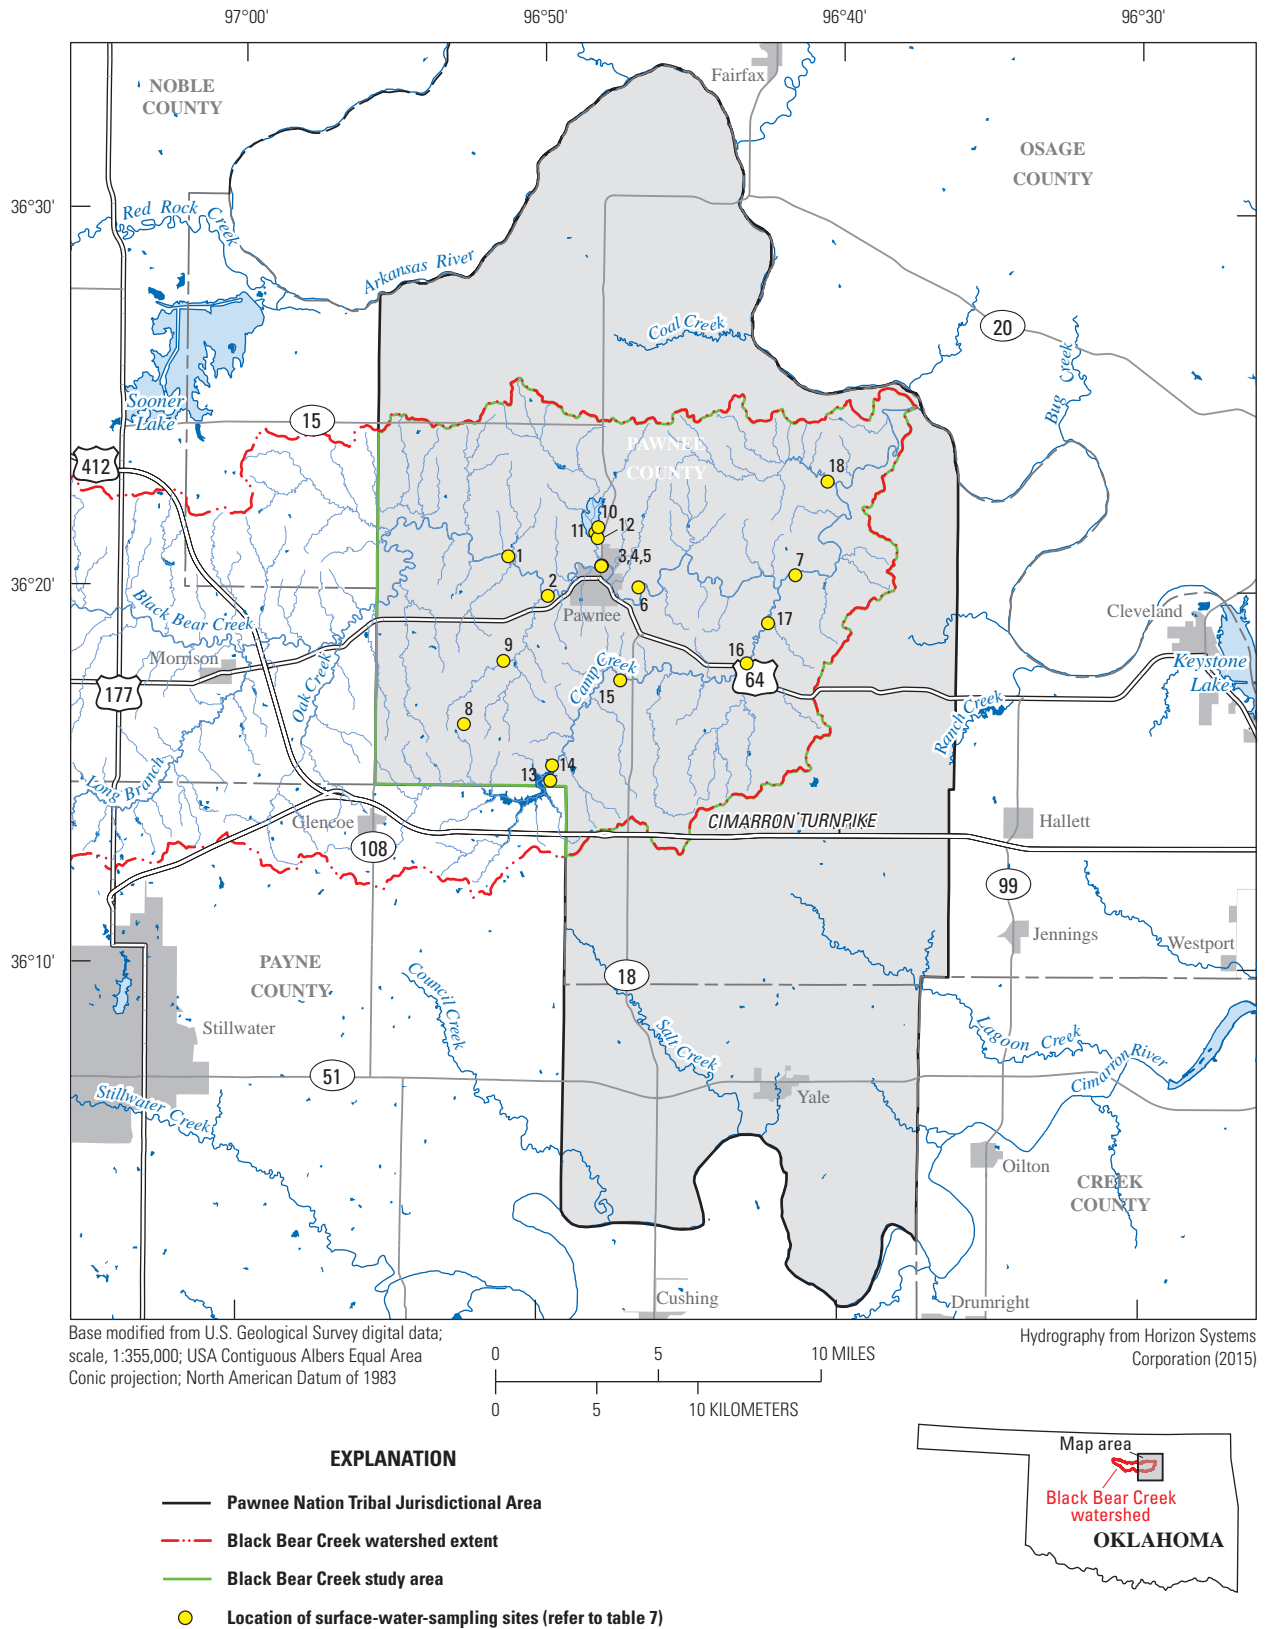 97°00'
96°50'
96°40'
96°30'
NOBLE
COUNTY
Fairfax
OSAGE
COUNTY
36°30'
Red Rock Creek
Arkansas River
Coal Creek
20
Bug Creek
Sooner
Lake
15
PAWNEE
COUNTY
412
18
10
11
12
3,4,5
1
7
36°20'
2
6
Pawnee
Cleveland
Black Bear Creek
17
Morrison
9
16
Camp Creek
Keystone
Lake
64
177
Oak Creek
15
8
Ranch Creek
14
13
Long Branch
Glencoe
CIMARRON TURNPIKE
Hallett
108
99
Jennings
Westport
36°10'
PAYNE
COUNTY
18
Council Creek
Stillwater
Salt Creek
Lagoon Creek
Cimarron River
51
Stillwater Creek
Yale
Oilton
CREEK
COUNTY
Cushing
Drumright
Base modified from U.S. Geological Survey digital data;
scale, 1:355,000; USA Contiguous Albers Equal Area
Conic projection; North American Datum of 1983
Hydrography from Horizon Systems
Corporation (2015)
0 5 10 MILES
0 5 10 KILOMETERS
EXPLANATION
Pawnee Nation Tribal Jurisdictional Area
Black Bear Creek watershed extent
Black Bear Creek study area
Location of surface-water-sampling sites (refer to table 7)
Map area
Black Bear Creek
watershed
OKLAHOMA